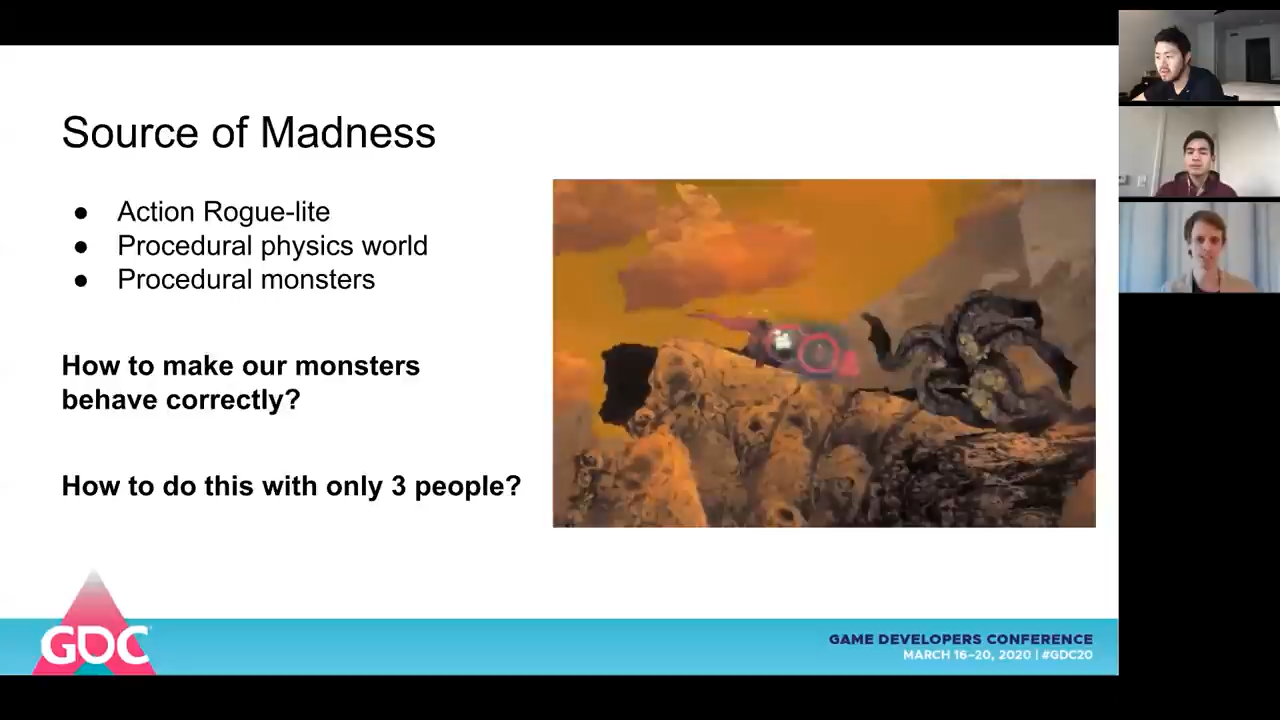 Source of Madness
● Action Rogue-lite
● Procedural physics world
● Procedural monsters
How to make our monsters
behave correctly?
How to do this with only 3 people?
GDC
GAME DEVELOPERS CONFERENCE
MARCH 16–20, 2020 | #GDC20